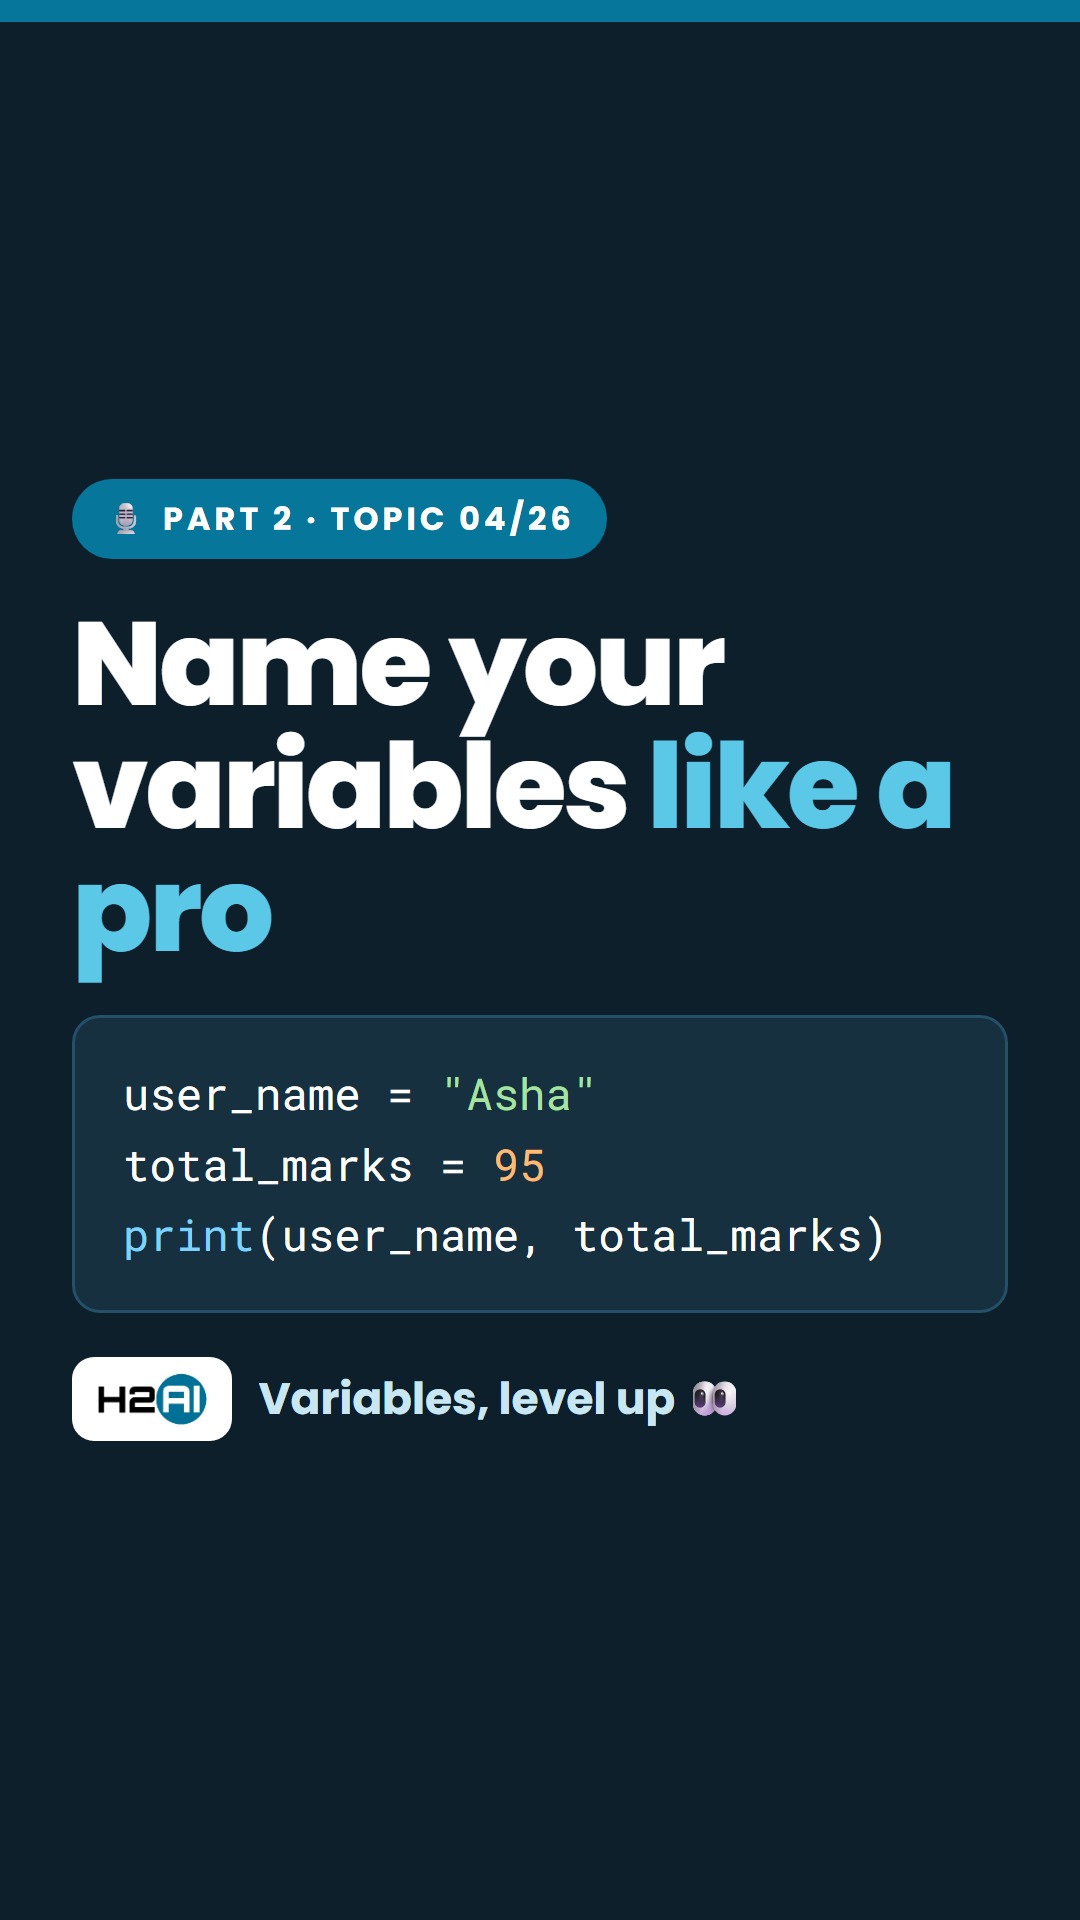 🎙️ PART 2 · TOPIC 04/26
Name your
variables like a
pro
user_name = "Asha"
total_marks = 95
print(user_name, total_marks)
H2AI
Variables, level up 👀